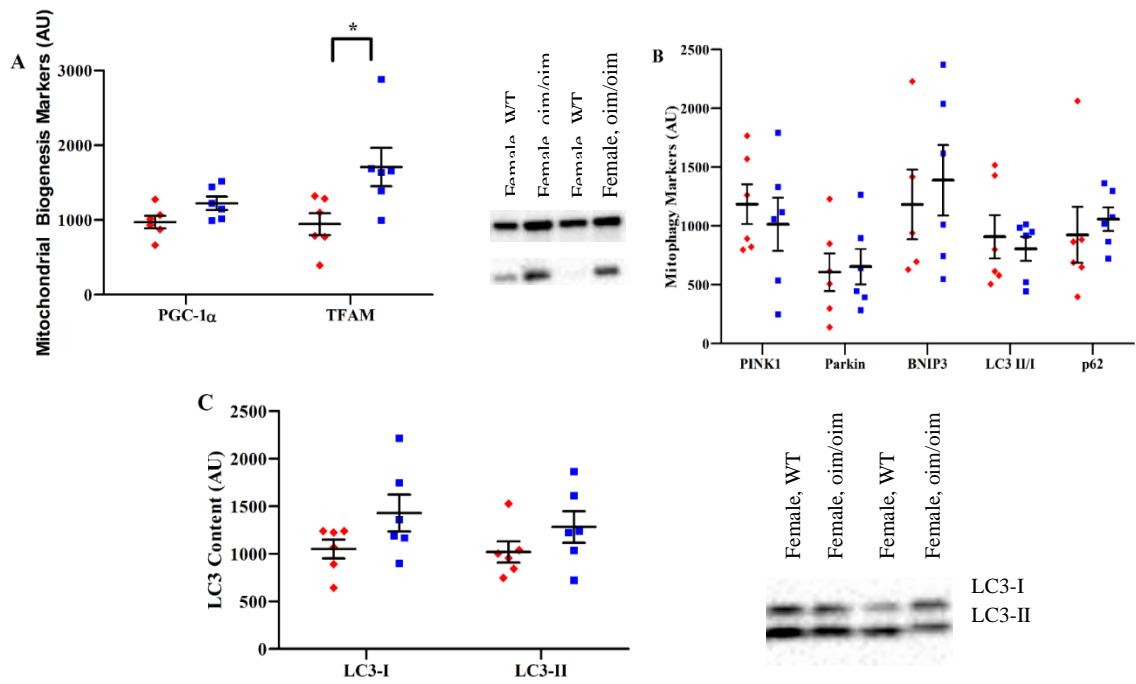 A
Mitochondrial Biogenesis Markers (AU)
3000
2000
1000
0
*
PGC-1α
TFAM
Female, WT
Female, oim/oim
Female, WT
Female, oim/oim
B
Mitophagy Markers (AU)
2500
2000
1500
1000
500
0
PINK1
Parkin
BNIP3
LC3 II/I
p62
C
LC3 Content (AU)
2500
2000
1500
1000
500
0
LC3-I
LC3-II
Female, WT
Female, oim/oim
Female, WT
Female, oim/oim
LC3-I
LC3-II